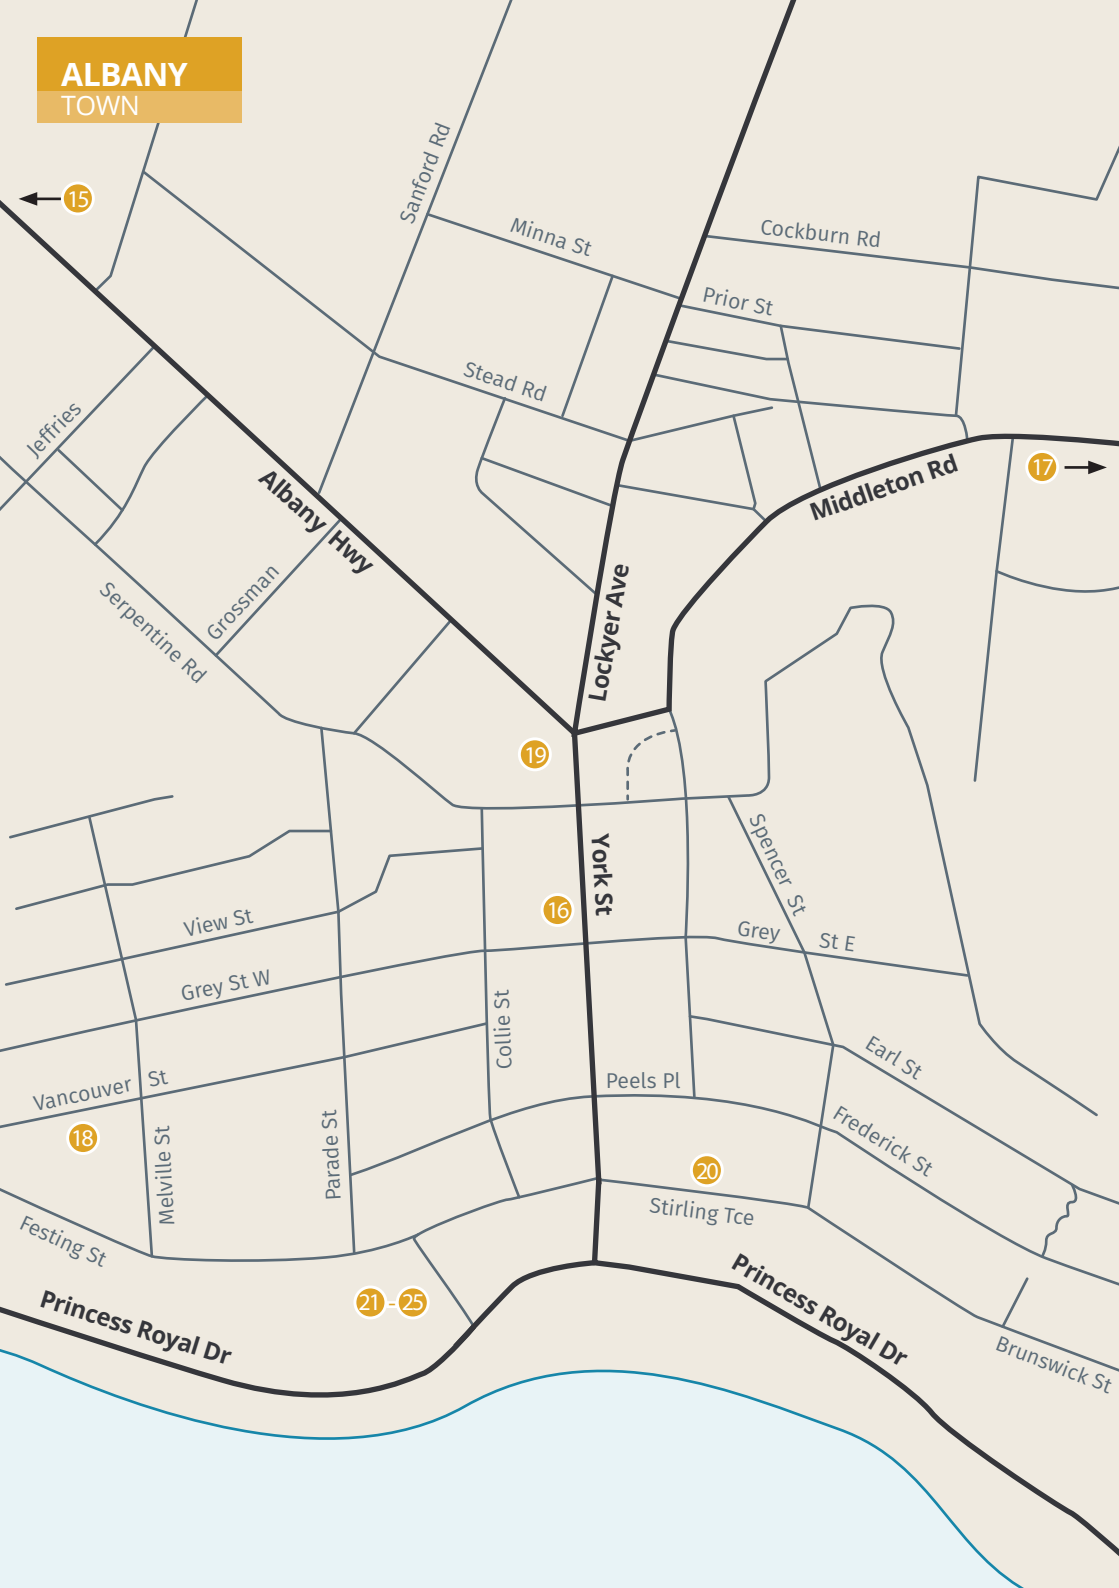 ALBANY
TOWN
15
Sanford Rd
Minna St
Cockburn Rd
Prior St
Stead Rd
Jeffries
Albany Hwy
Middleton Rd
17
Grossman
Serpentine Rd
Lockyer Ave
19
York St
Spencer St
16
View St
Grey St E
Grey St W
Collie St
Earl St
Vancouver St
Peels Pl
18
Melville St
Parade St
Frederick St
20
Stirling Tce
Festing St
Princess Royal Dr
21 - 25
Princess Royal Dr
Brunswick St